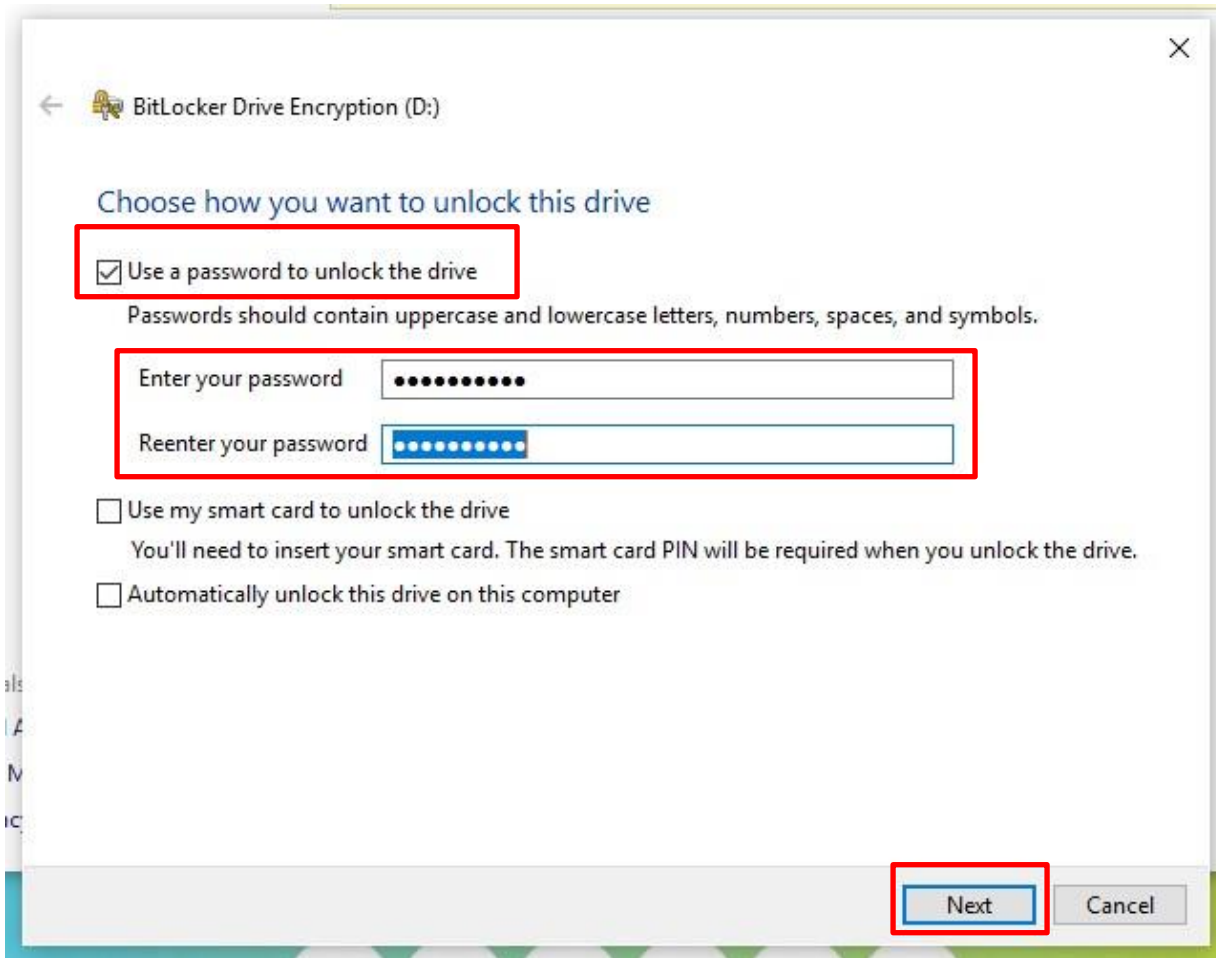 BitLocker Drive Encryption (D:)
Choose how you want to unlock this drive
Use a password to unlock the drive
Passwords should contain uppercase and lowercase letters, numbers, spaces, and symbols.
Enter your password ●●●●●●●●●●
Reenter your password ●●●●●●●●●●
Use my smart card to unlock the drive
You'll need to insert your smart card. The smart card PIN will be required when you unlock the drive.
Automatically unlock this drive on this computer
Next Cancel